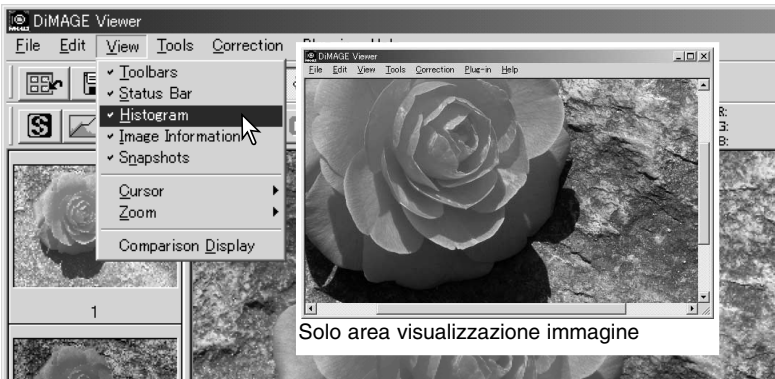 DiMAGE Viewer
File Edit View Tools Correction
Toolbars
Status Bar
Histogram
Image Information
Snapshots
Cursor
Zoom
Comparison Display
1
DiMAGE Viewer
File Edit View Tools Correction Plug-in Help
Solo area visualizzazione immagine
R:
G:
B: